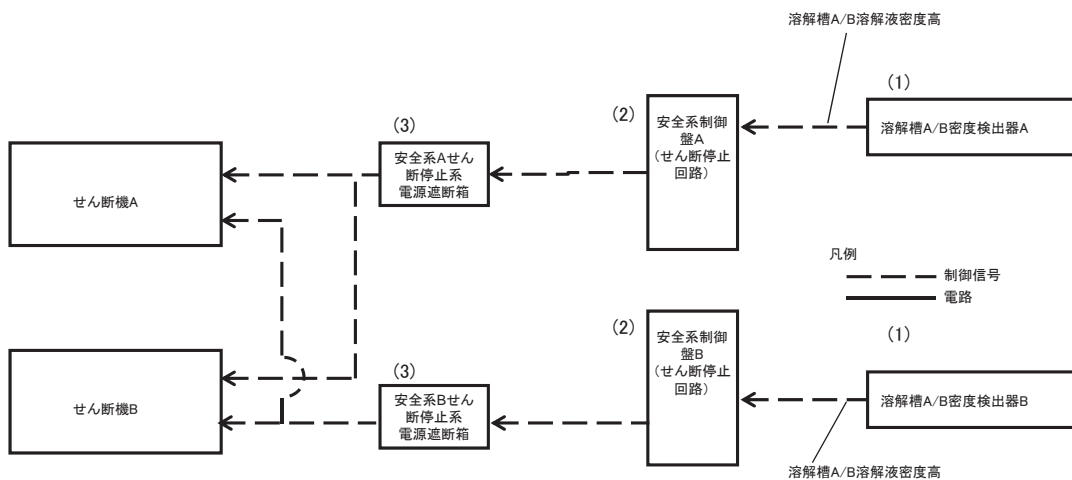 溶解槽A/B溶解液密度高
(1)
溶解槽A/B密度検出器A
(2)
安全系制御
盤A
(せん断停止
回路)
(3)
安全系Aせん
断停止系
電源遮断箱
せん断機A
凡例
制御信号
電路
(1)
溶解槽A/B密度検出器B
溶解槽A/B溶解液密度高
(2)
安全系制御
盤B
(せん断停止
回路)
(3)
安全系Bせん
断停止系
電源遮断箱
せん断機B